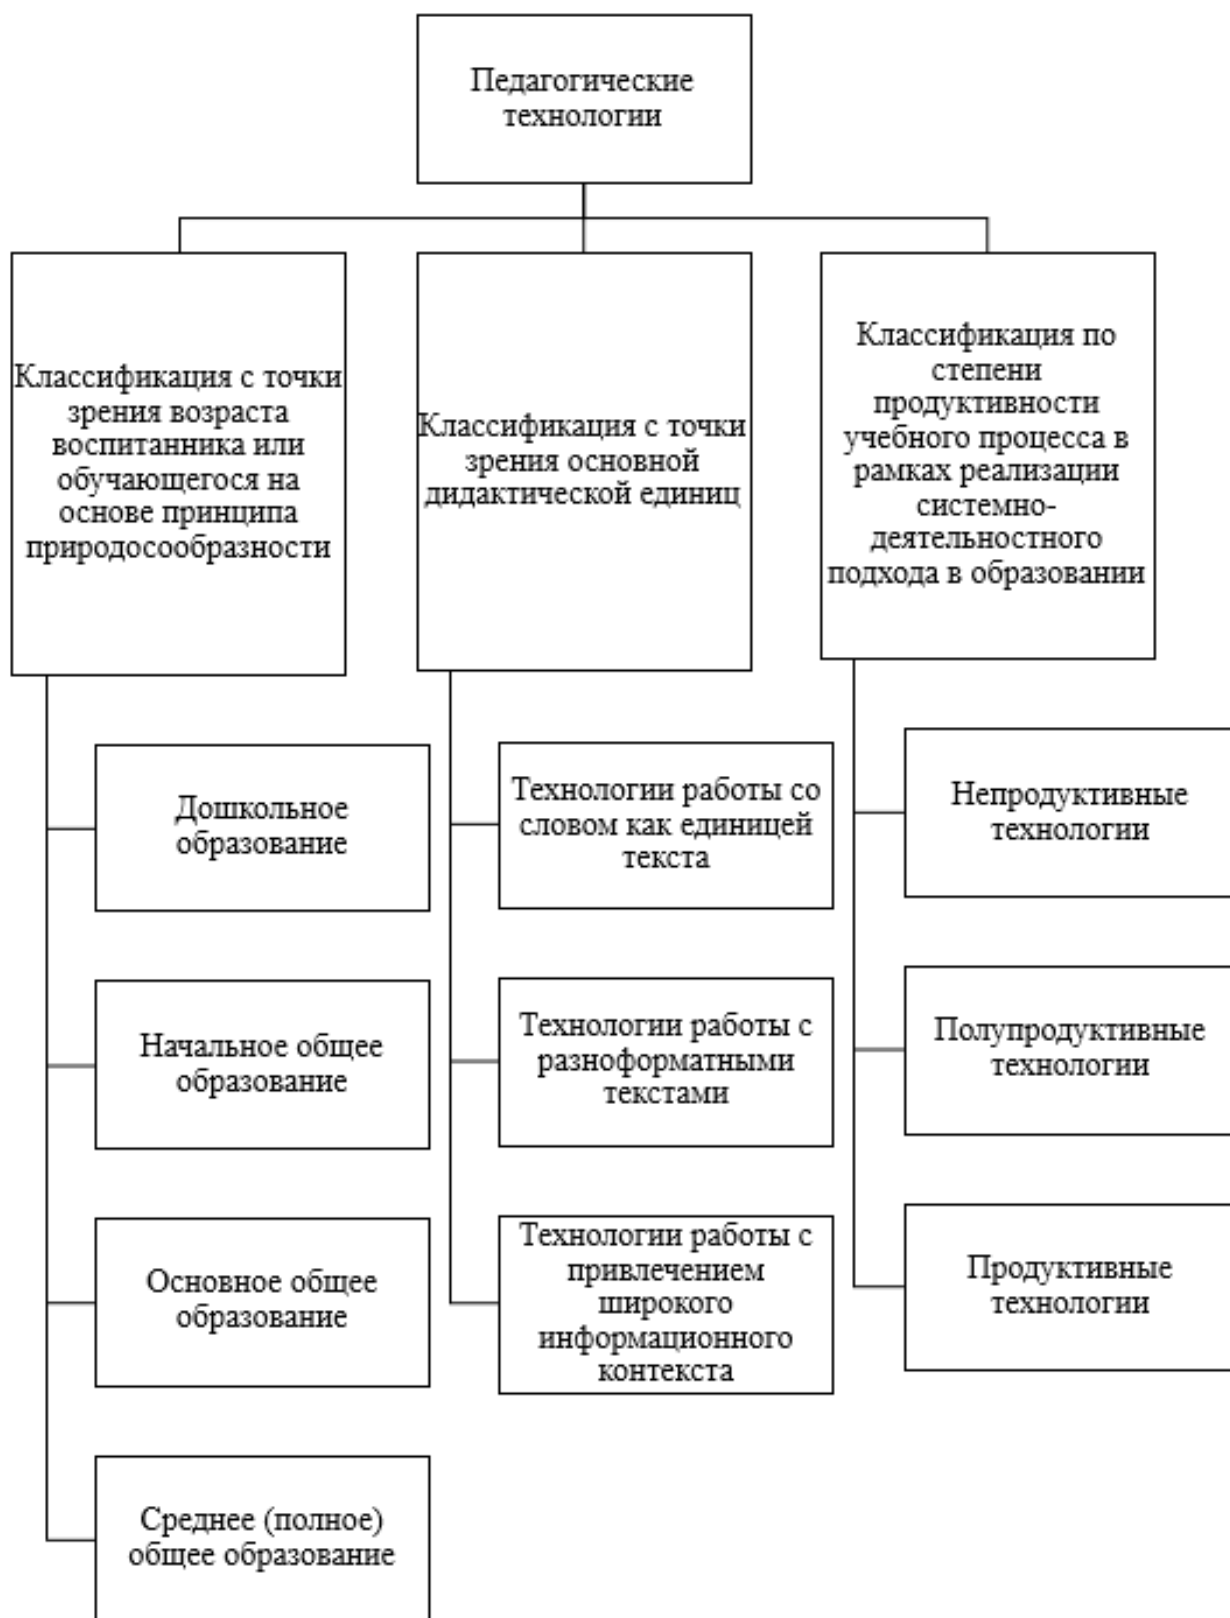 Педагогические
технологии
Классификация с точки
зрения возраста
воспитанника или
обучающегося на
основе принципа
природосообразности
Дошкольное
образование
Начальное общее
образование
Основное общее
образование
Среднее (полное)
общее образование
Классификация с точки
зрения основной
дидактической единиц
Технологии работы со
словом как единицей
текста
Технологии работы с
разноформатными
текстами
Технологии работы с
привлечением
широкого
информационного
контекста
Классификация по
степени
продуктивности
учебного процесса в
рамках реализации
системно-
деятельностного
подхода в образовании
Непродуктивные
технологии
Полупродуктивные
технологии
Продуктивные
технологии